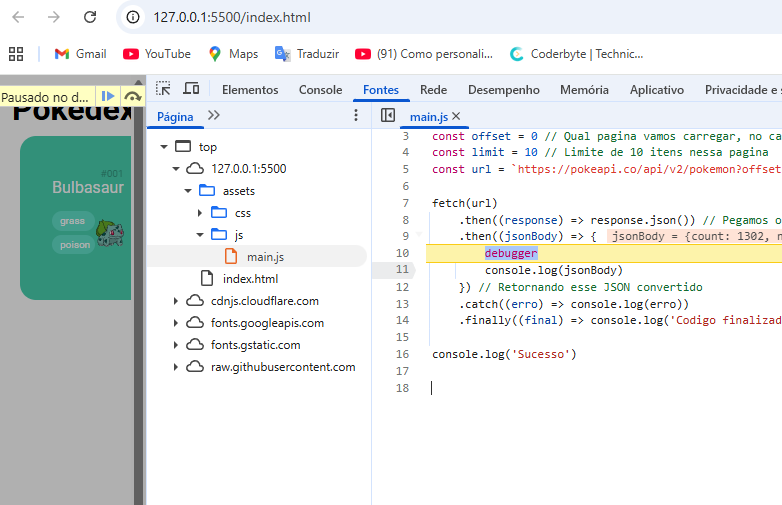 127.0.0.1:5500/index.html
Gmail YouTube Maps Traduzir (91) Como personali... Coderbyte | Technic...
Pausado no d...
Pokedex
#001
Bulbasaur
grass
poison
Elementos Console Fontes Rede Desempenho Memória Aplicativo Privacidade e s
Página
top
127.0.0.1:5500
assets
css
js
main.js
index.html
cdnjs.cloudflare.com
fonts.googleapis.com
fonts.gstatic.com
raw.githubusercontent.com
main.js
3 const offset = 0 // Qual pagina vamos carregar, no ca
4 const limit = 10 // Limite de 10 itens nessa pagina
5 const url = `https://pokeapi.co/api/v2/pokemon?offset
6
7 fetch(url)
8 .then((response) => response.json()) // Pegamos o
9 .then((jsonBody) => { jsonBody = {count: 1302, n
10 debugger
11 console.log(jsonBody)
12 }) // Retornando esse JSON convertido
13 .catch((erro) => console.log(erro))
14 .finally((final) => console.log('Codigo finalizad
15
16 console.log('Sucesso')
17
18